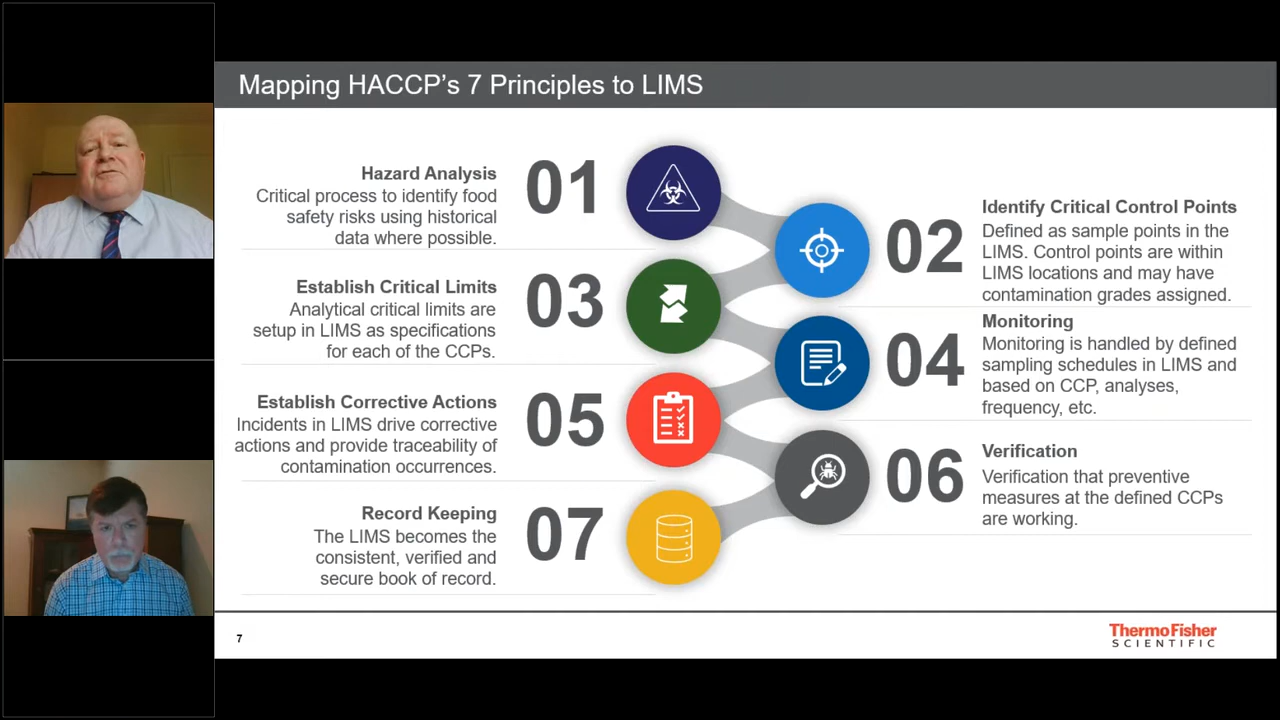 Mapping HACCP's 7 Principles to LIMS
01
Hazard Analysis
Critical process to identify food
safety risks using historical
data where possible.
02
Identify Critical Control Points
Defined as sample points in the
LIMS. Control points are within
LIMS locations and may have
contamination grades assigned.
03
Establish Critical Limits
Analytical critical limits are
setup in LIMS as specifications
for each of the CCPs.
04
Monitoring
Monitoring is handled by defined
sampling schedules in LIMS and
based on CCP, analyses,
frequency, etc.
05
Establish Corrective Actions
Incidents in LIMS drive corrective
actions and provide traceability of
contamination occurrences.
06
Verification
Verification that preventive
measures at the defined CCPs
are working.
07
Record Keeping
The LIMS becomes the
consistent, verified and
secure book of record.
7
ThermoFisher
SCIENTIFIC